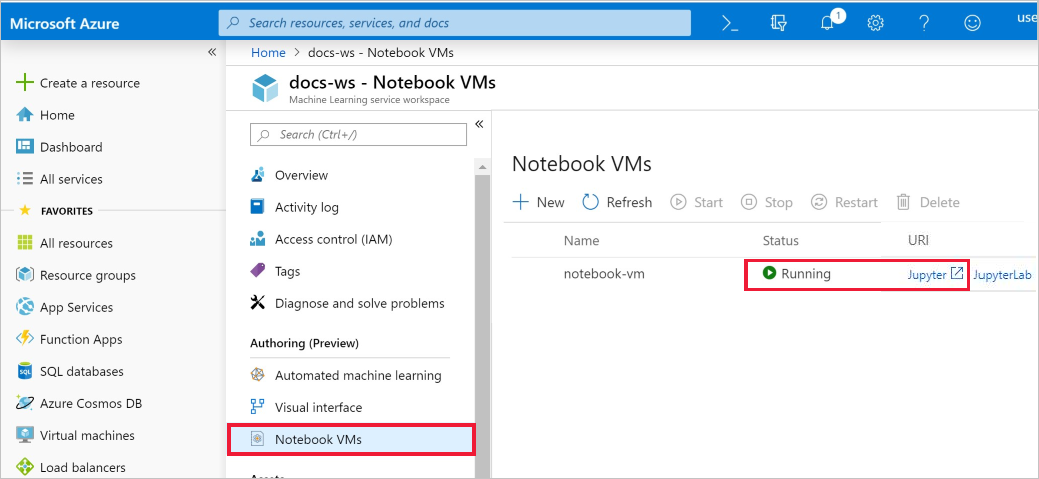 Microsoft Azure
Search resources, services, and docs
1
use
Create a resource
Home
Dashboard
All services
FAVORITES
All resources
Resource groups
App Services
Function Apps
SQL databases
Azure Cosmos DB
Virtual machines
Load balancers
Home > docs-ws - Notebook VMs
docs-ws - Notebook VMs
Machine Learning service workspace
Search (Ctrl+/)
Overview
Activity log
Access control (IAM)
Tags
Diagnose and solve problems
Authoring (Preview)
Automated machine learning
Visual interface
Notebook VMs
Notebook VMs
New Refresh Start Stop Restart Delete
Name Status URI
notebook-vm Running Jupyter JupyterLab